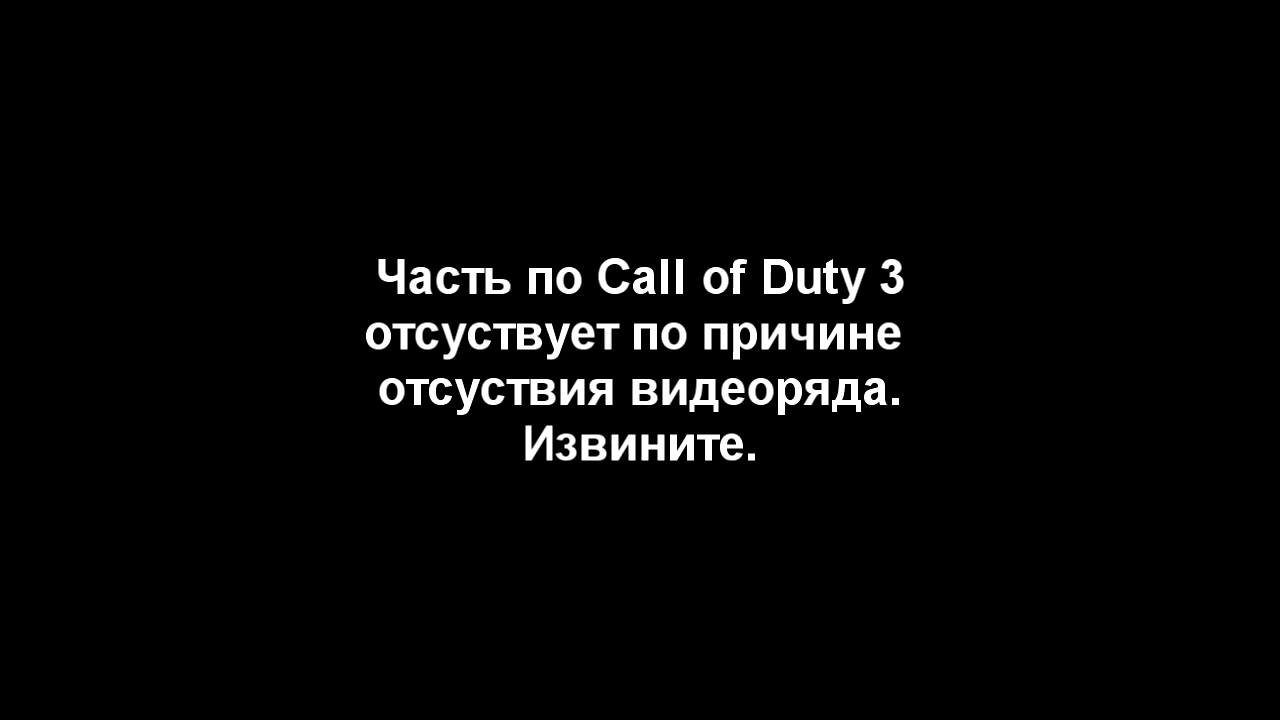 Часть по Call of Duty 3
отсуствует по причине
отсуствия видеоряда.
Извините.